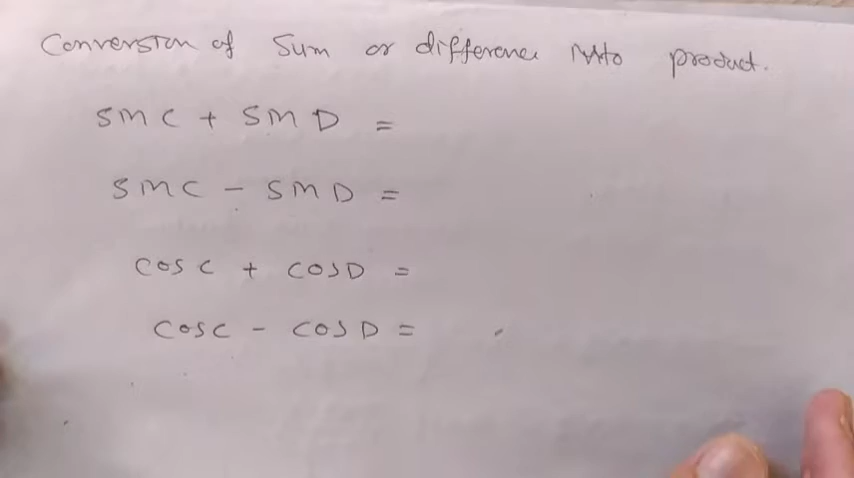 Conversion of Sum or difference into product.
sin C + sin D =
sin C - sin D =
cos C + cos D =
cos C - cos D =